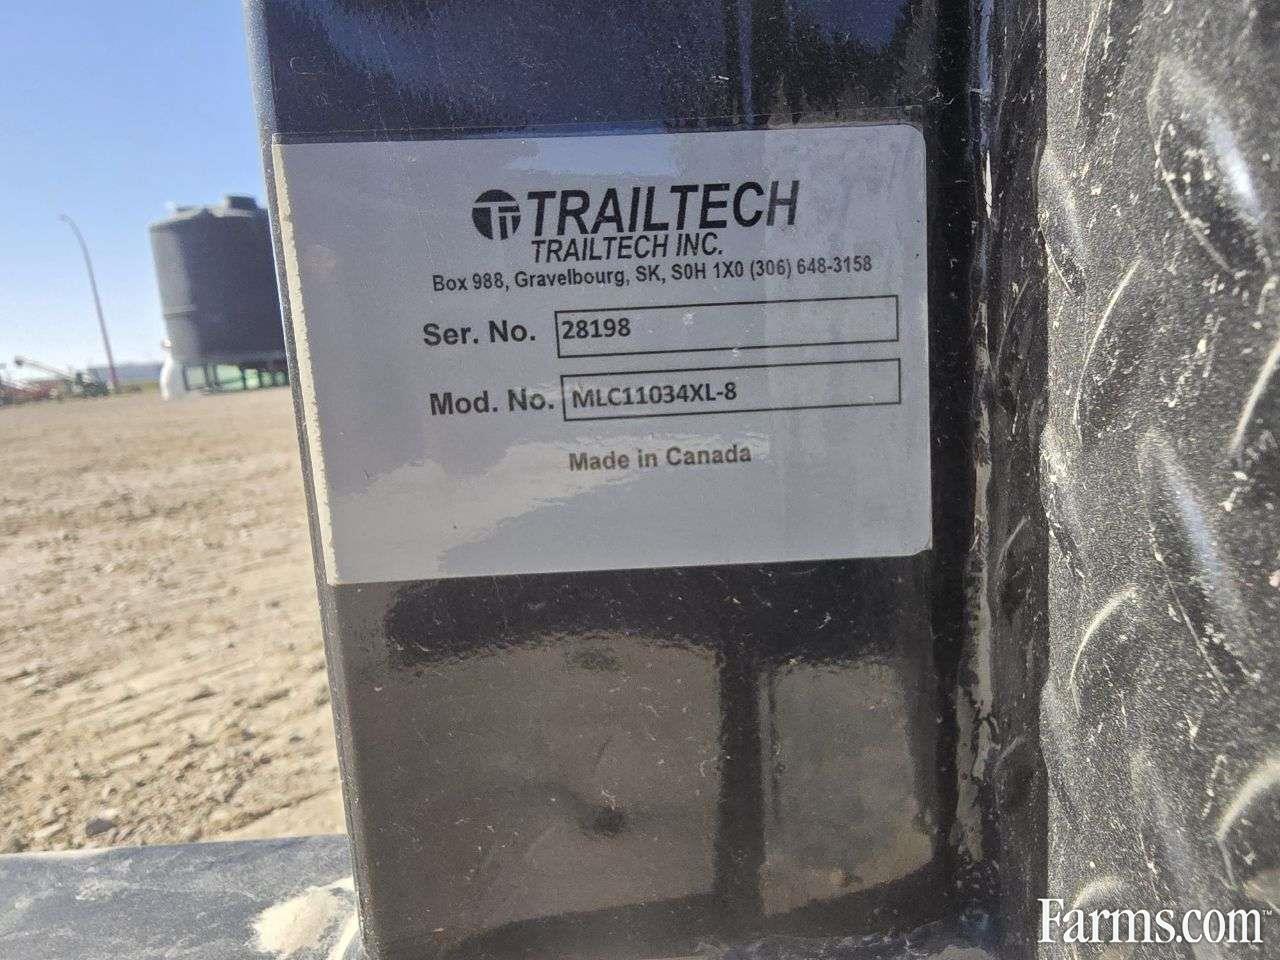 TRAILTECH
TRAILTECH INC.
Box 988, Gravelbourg, SK, S0H 1X0 (306) 648-3158
Ser. No. 28198
Mod. No. MLC11034XL-8
Made in Canada
Farms.com™